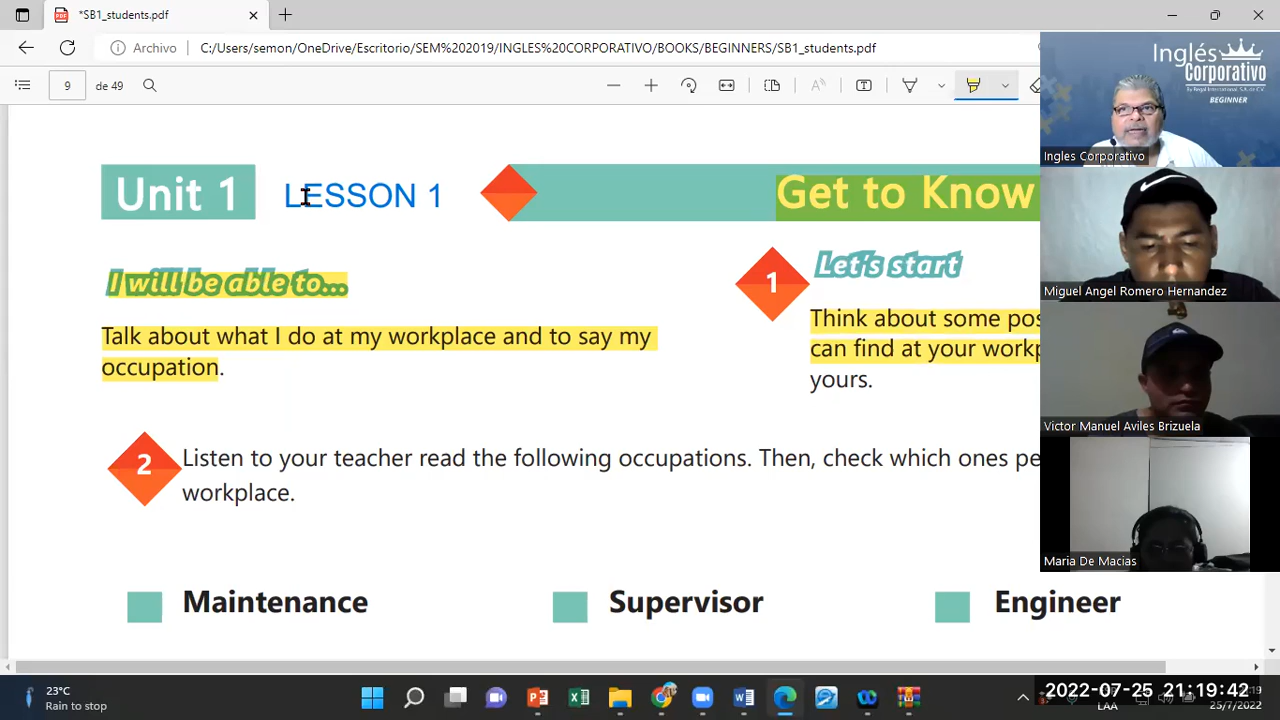 *SB1_students.pdf
Archivo
C:/Users/semon/OneDrive/Escritorio/SEM%202019/INGLES%20CORPORATIVO/BOOKS/BEGINNERS/SB1_students.pdf
9
de 49
Unit 1
LESSON 1
Get to Know
I will be able to...
Talk about what I do at my workplace and to say my
occupation.
1
Let's start
Think about some pos
can find at your workp
yours.
2
Listen to your teacher read the following occupations. Then, check which ones pe
workplace.
Maintenance
Supervisor
Engineer
Inglés
Corporativo
By Regal International, S.A. de C.V.
BEGINNER
Ingles Corporativo
Miguel Angel Romero Hernandez
Victor Manuel Aviles Brizuela
Maria De Macias
23°C
Rain to stop
2022-07-25 21:19:42
LAA
25/7/2022